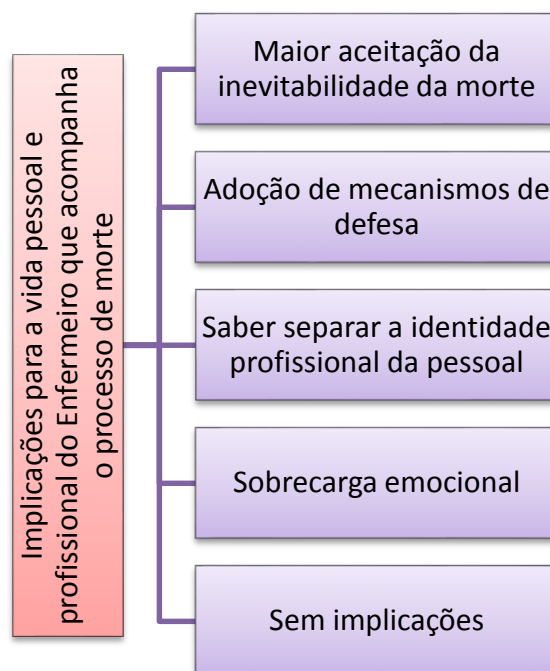 Implicações para a vida pessoal e
profissional do Enfermeiro que acompanha
o processo de morte
Maior aceitação da
inevitabilidade da morte
Adoção de mecanismos de
defesa
Saber separar a identidade
profissional da pessoal
Sobrecarga emocional
Sem implicações